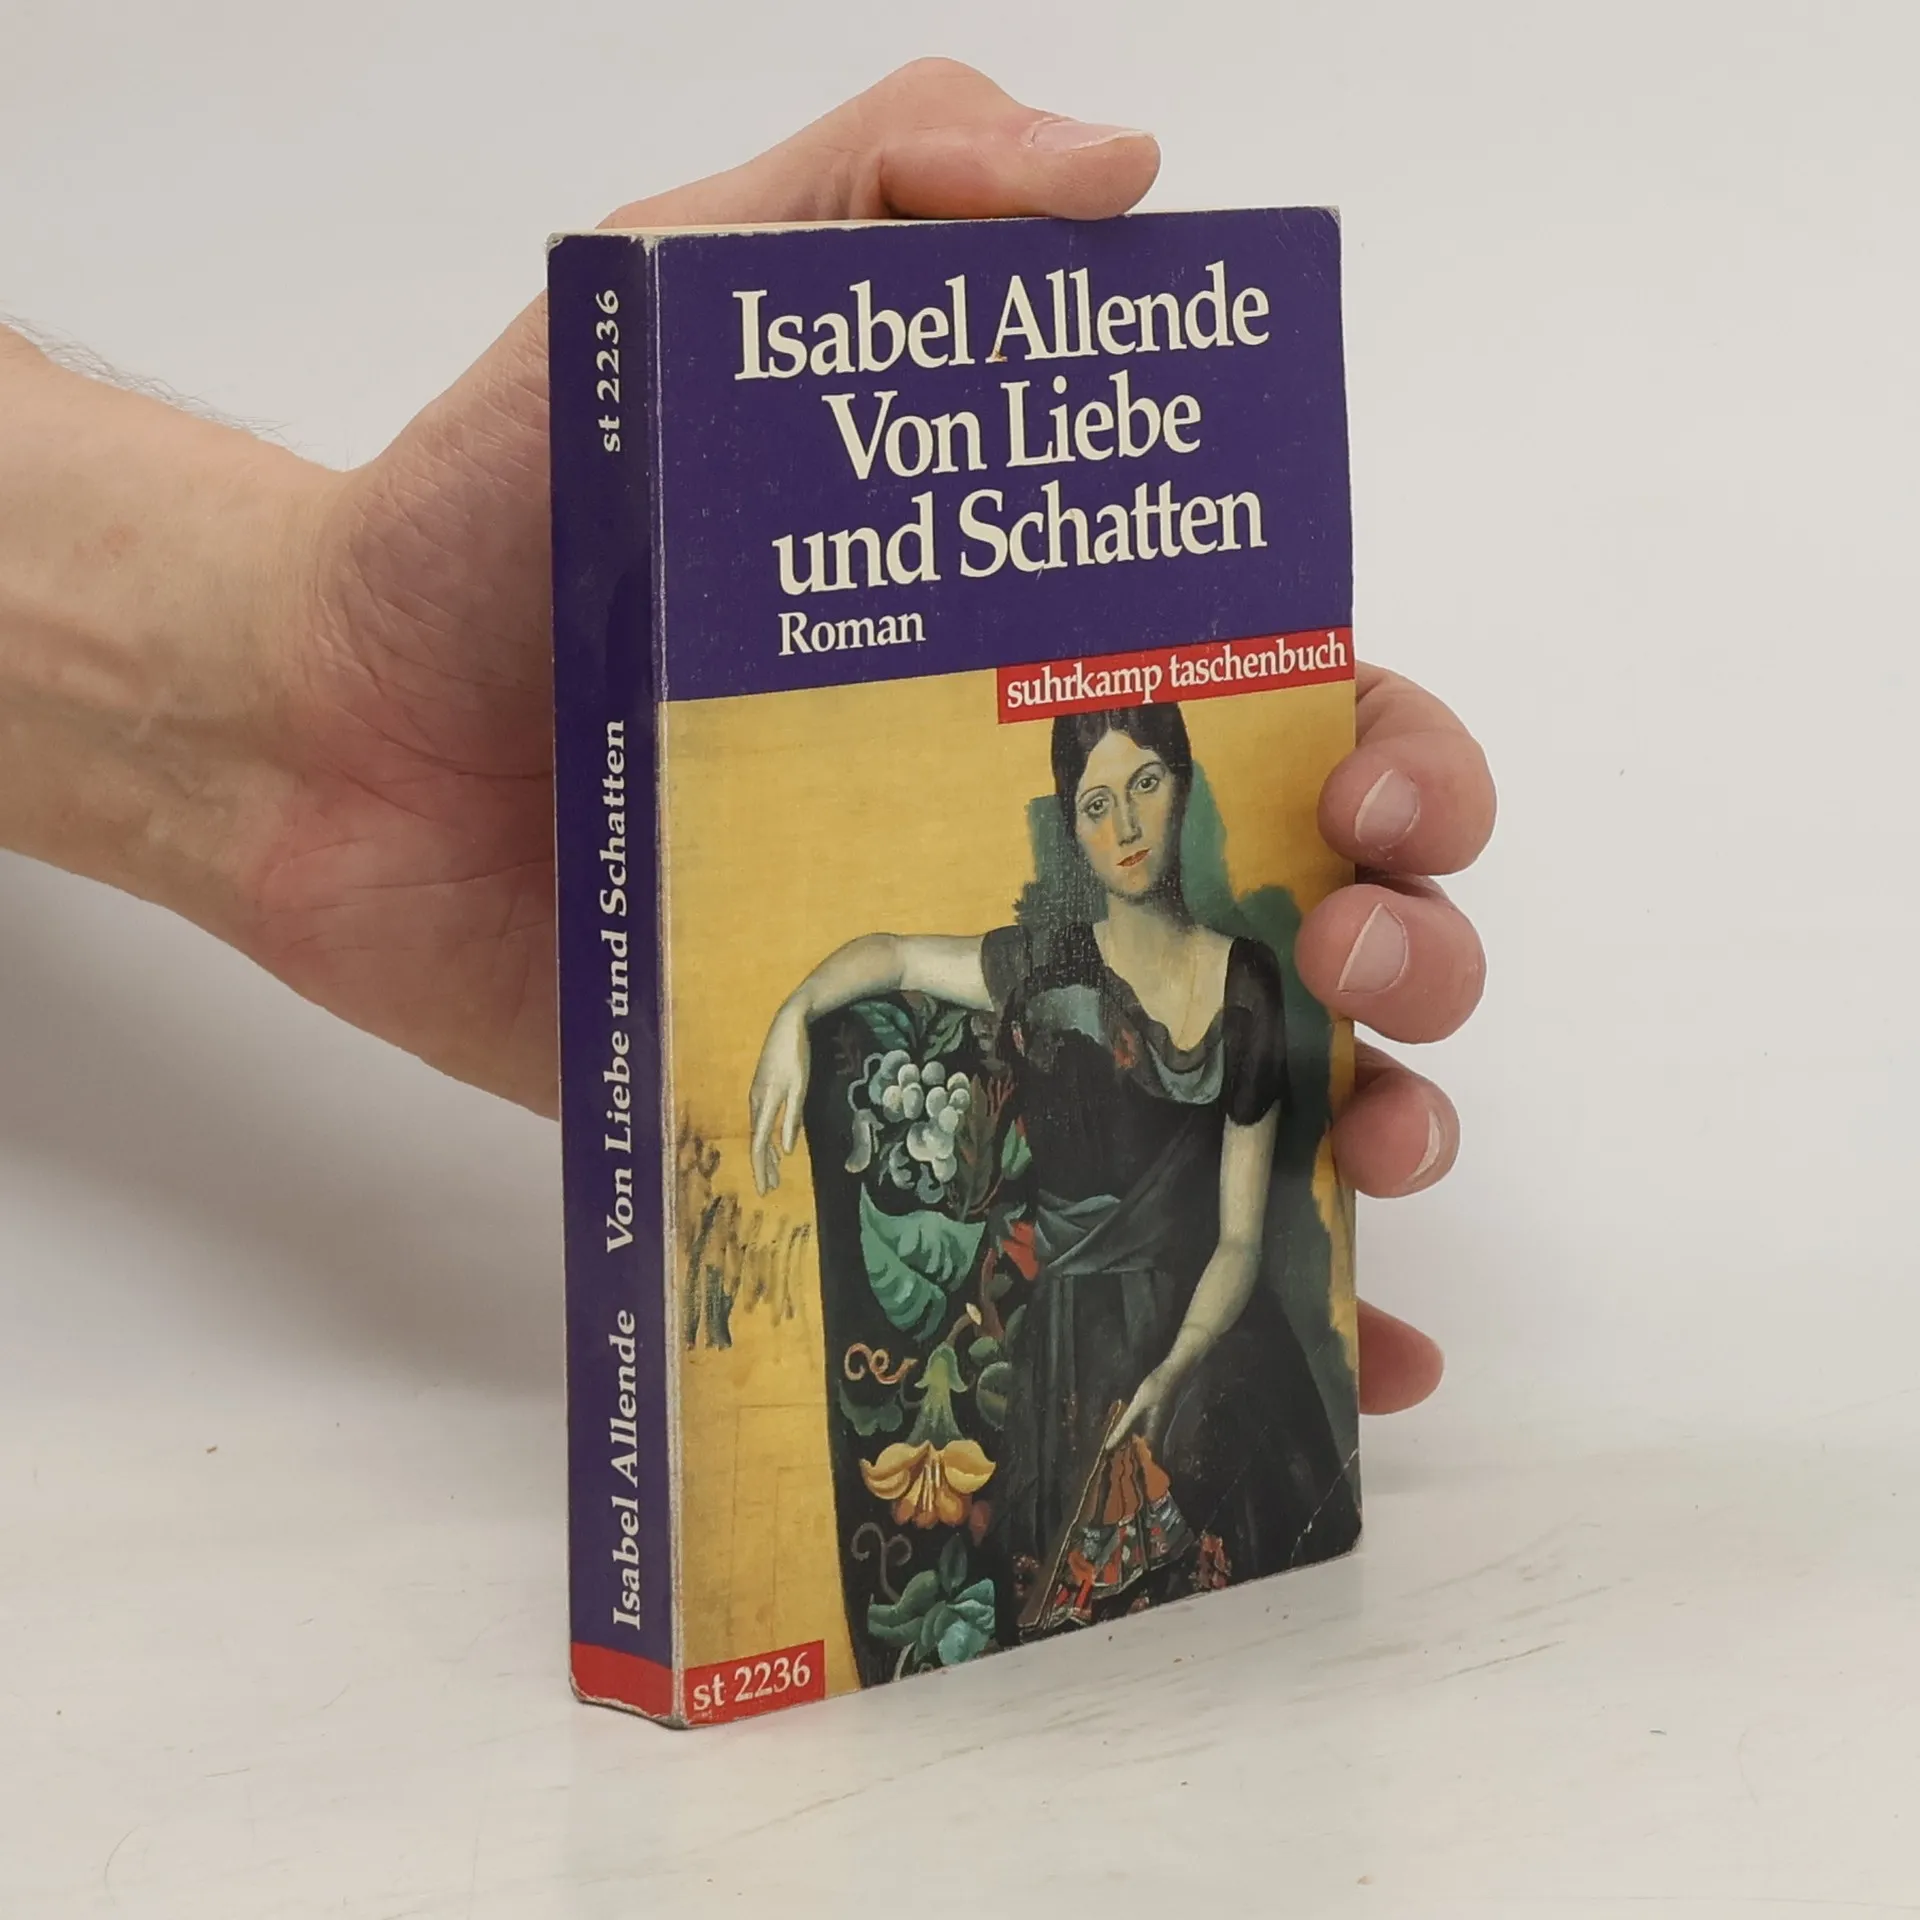 Isabel Allende
Von Liebe
und Schatten
Roman
suhrkamp taschenbuch
st 2236
Isabel Allende Von Liebe und Schatten st 2236